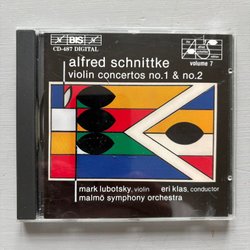 BIS
CD-487 DIGITAL
alfred schnittke
violin concertos no.1 & no.2
volume 7
mark lubotsky, violin
eri klas, conductor
malmö symphony orchestra